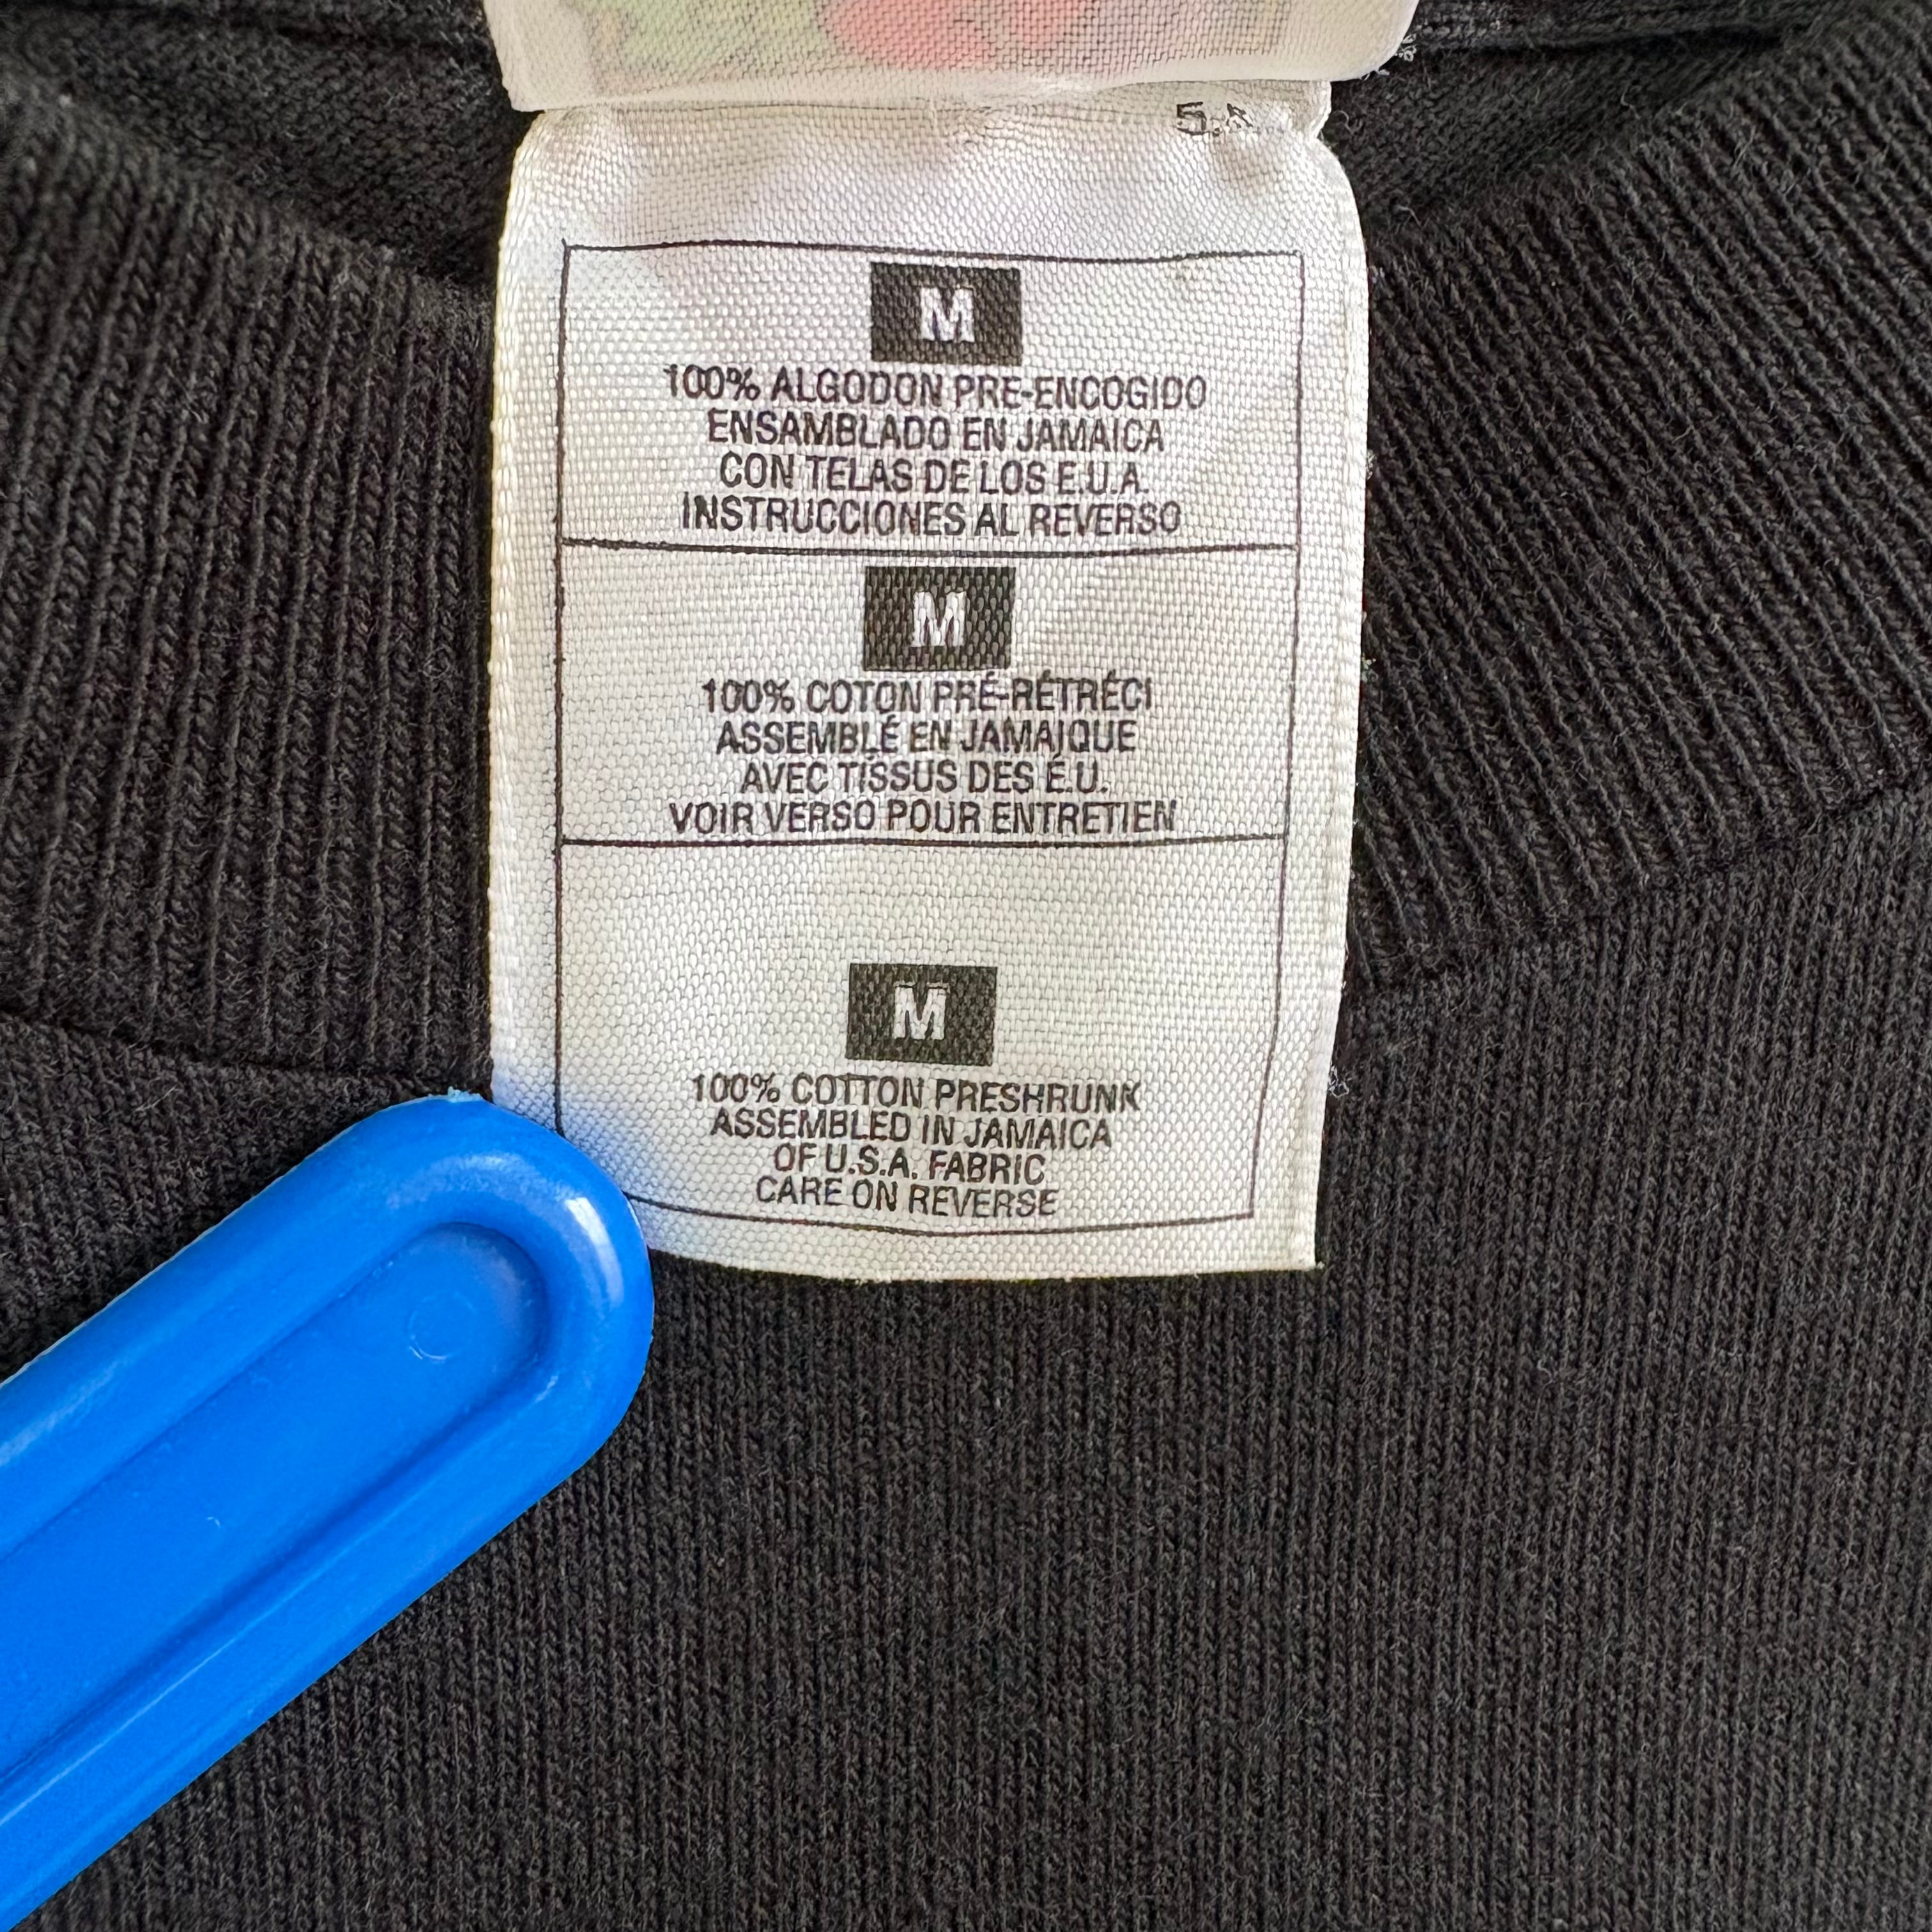 M
100% ALGODON PRE-ENCOGIDO
ENSAMBLADO EN JAMAICA
CON TELAS DE LOS E.U.A.
INSTRUCCIONES AL REVERSO
M
100% COTON PRÉ-RÉTRÉCI
ASSEMBLÉ EN JAMAIQUE
AVEC TISSUS DES É.U.
VOIR VERSO POUR ENTRETIEN
M
100% COTTON PRESHRUNK
ASSEMBLED IN JAMAICA
OF U.S.A. FABRIC
CARE ON REVERSE